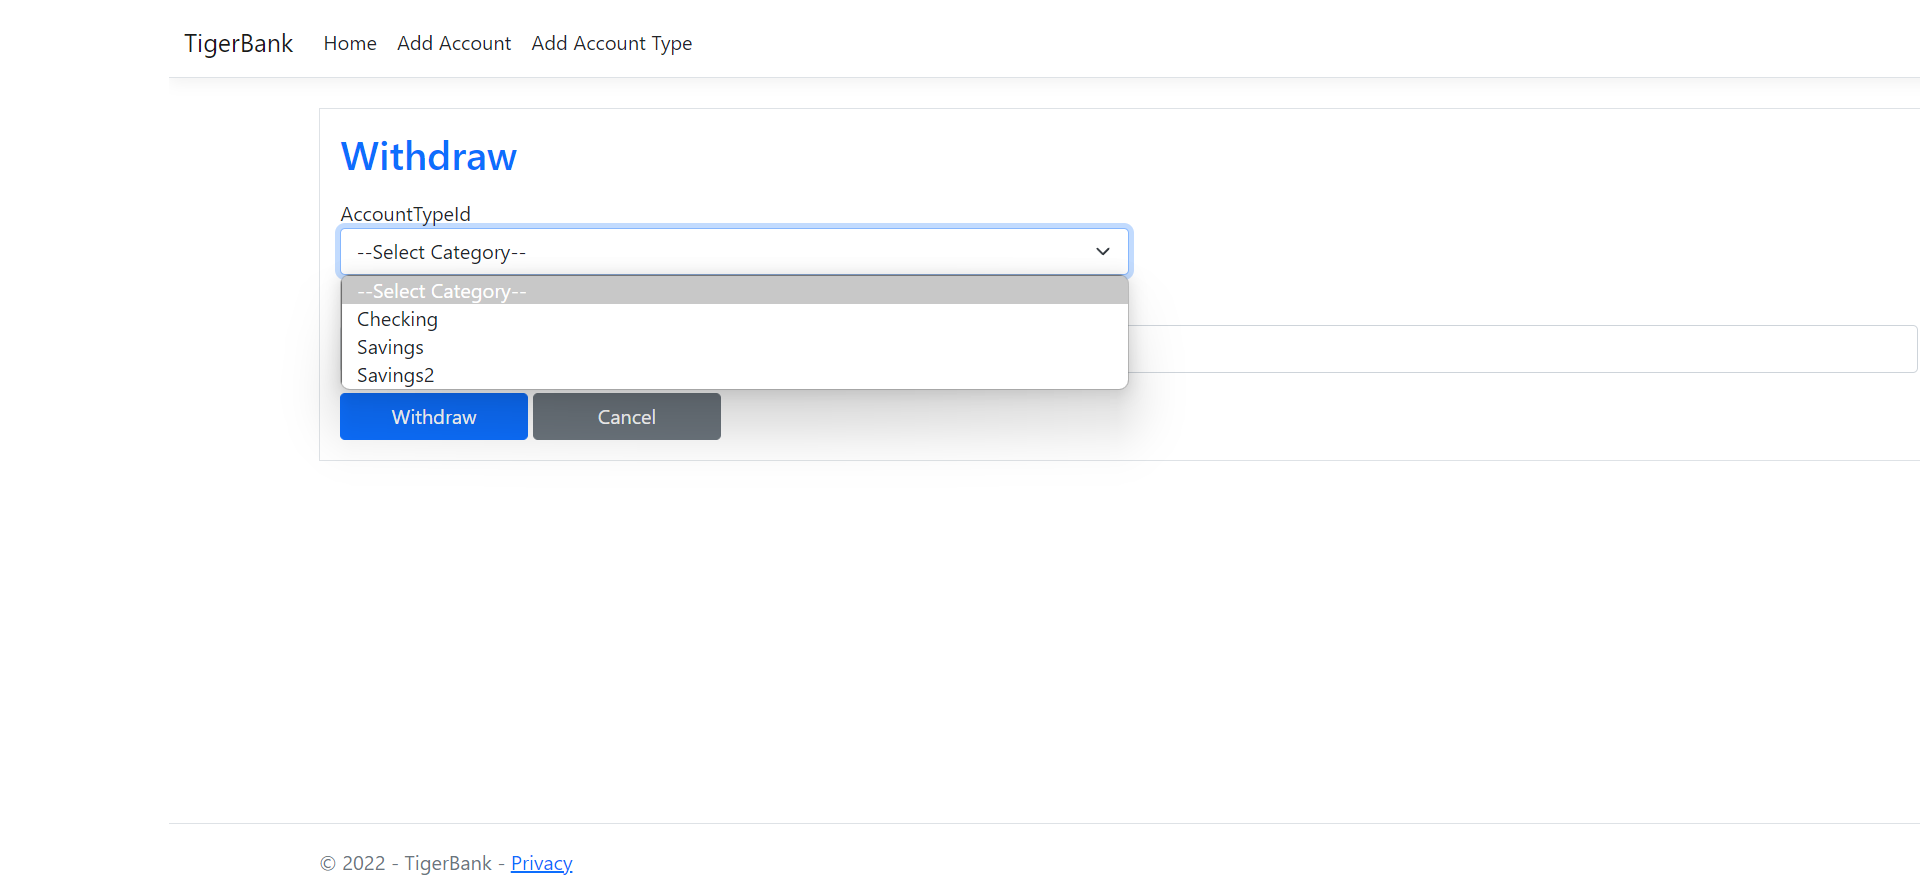 TigerBank Home Add Account Add Account Type
Withdraw
AccountTypeId
--Select Category--
--Select Category--
Checking
Savings
Savings2
Withdraw Cancel
© 2022 - TigerBank - Privacy